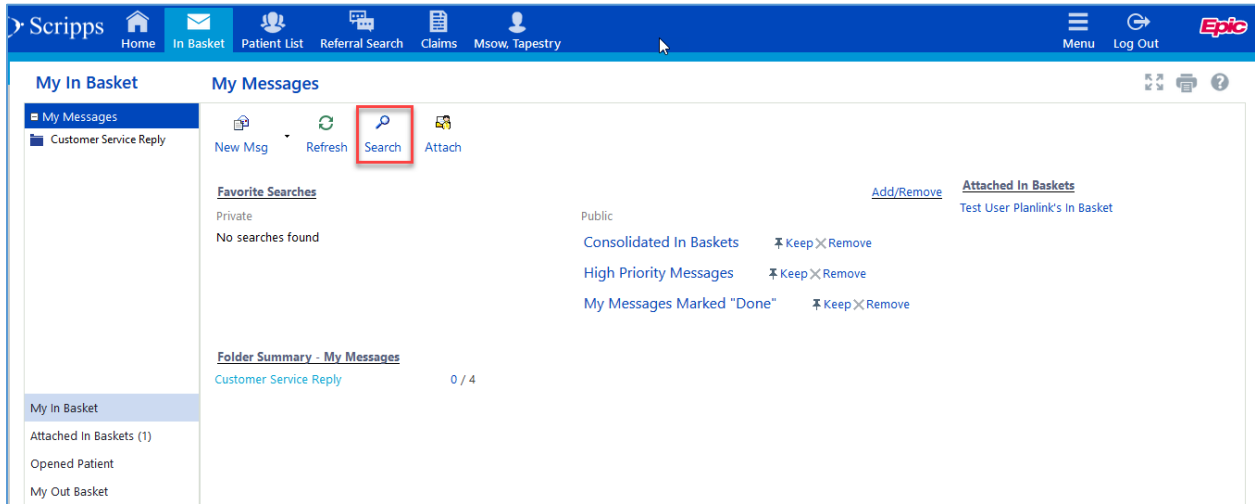 Scripps
Home
In Basket
Patient List
Referral Search
Claims
Msow, Tapestry
Menu
Log Out
Epic
My In Basket
My Messages
My Messages
Customer Service Reply
New Msg
Refresh
Search
Attach
Favorite Searches
Add/Remove
Attached In Baskets
Private
Public
Test User Planlink's In Basket
No searches found
Consolidated In Baskets Keep Remove
High Priority Messages Keep Remove
My Messages Marked "Done" Keep Remove
Folder Summary - My Messages
Customer Service Reply 0 / 4
My In Basket
Attached In Baskets (1)
Opened Patient
My Out Basket